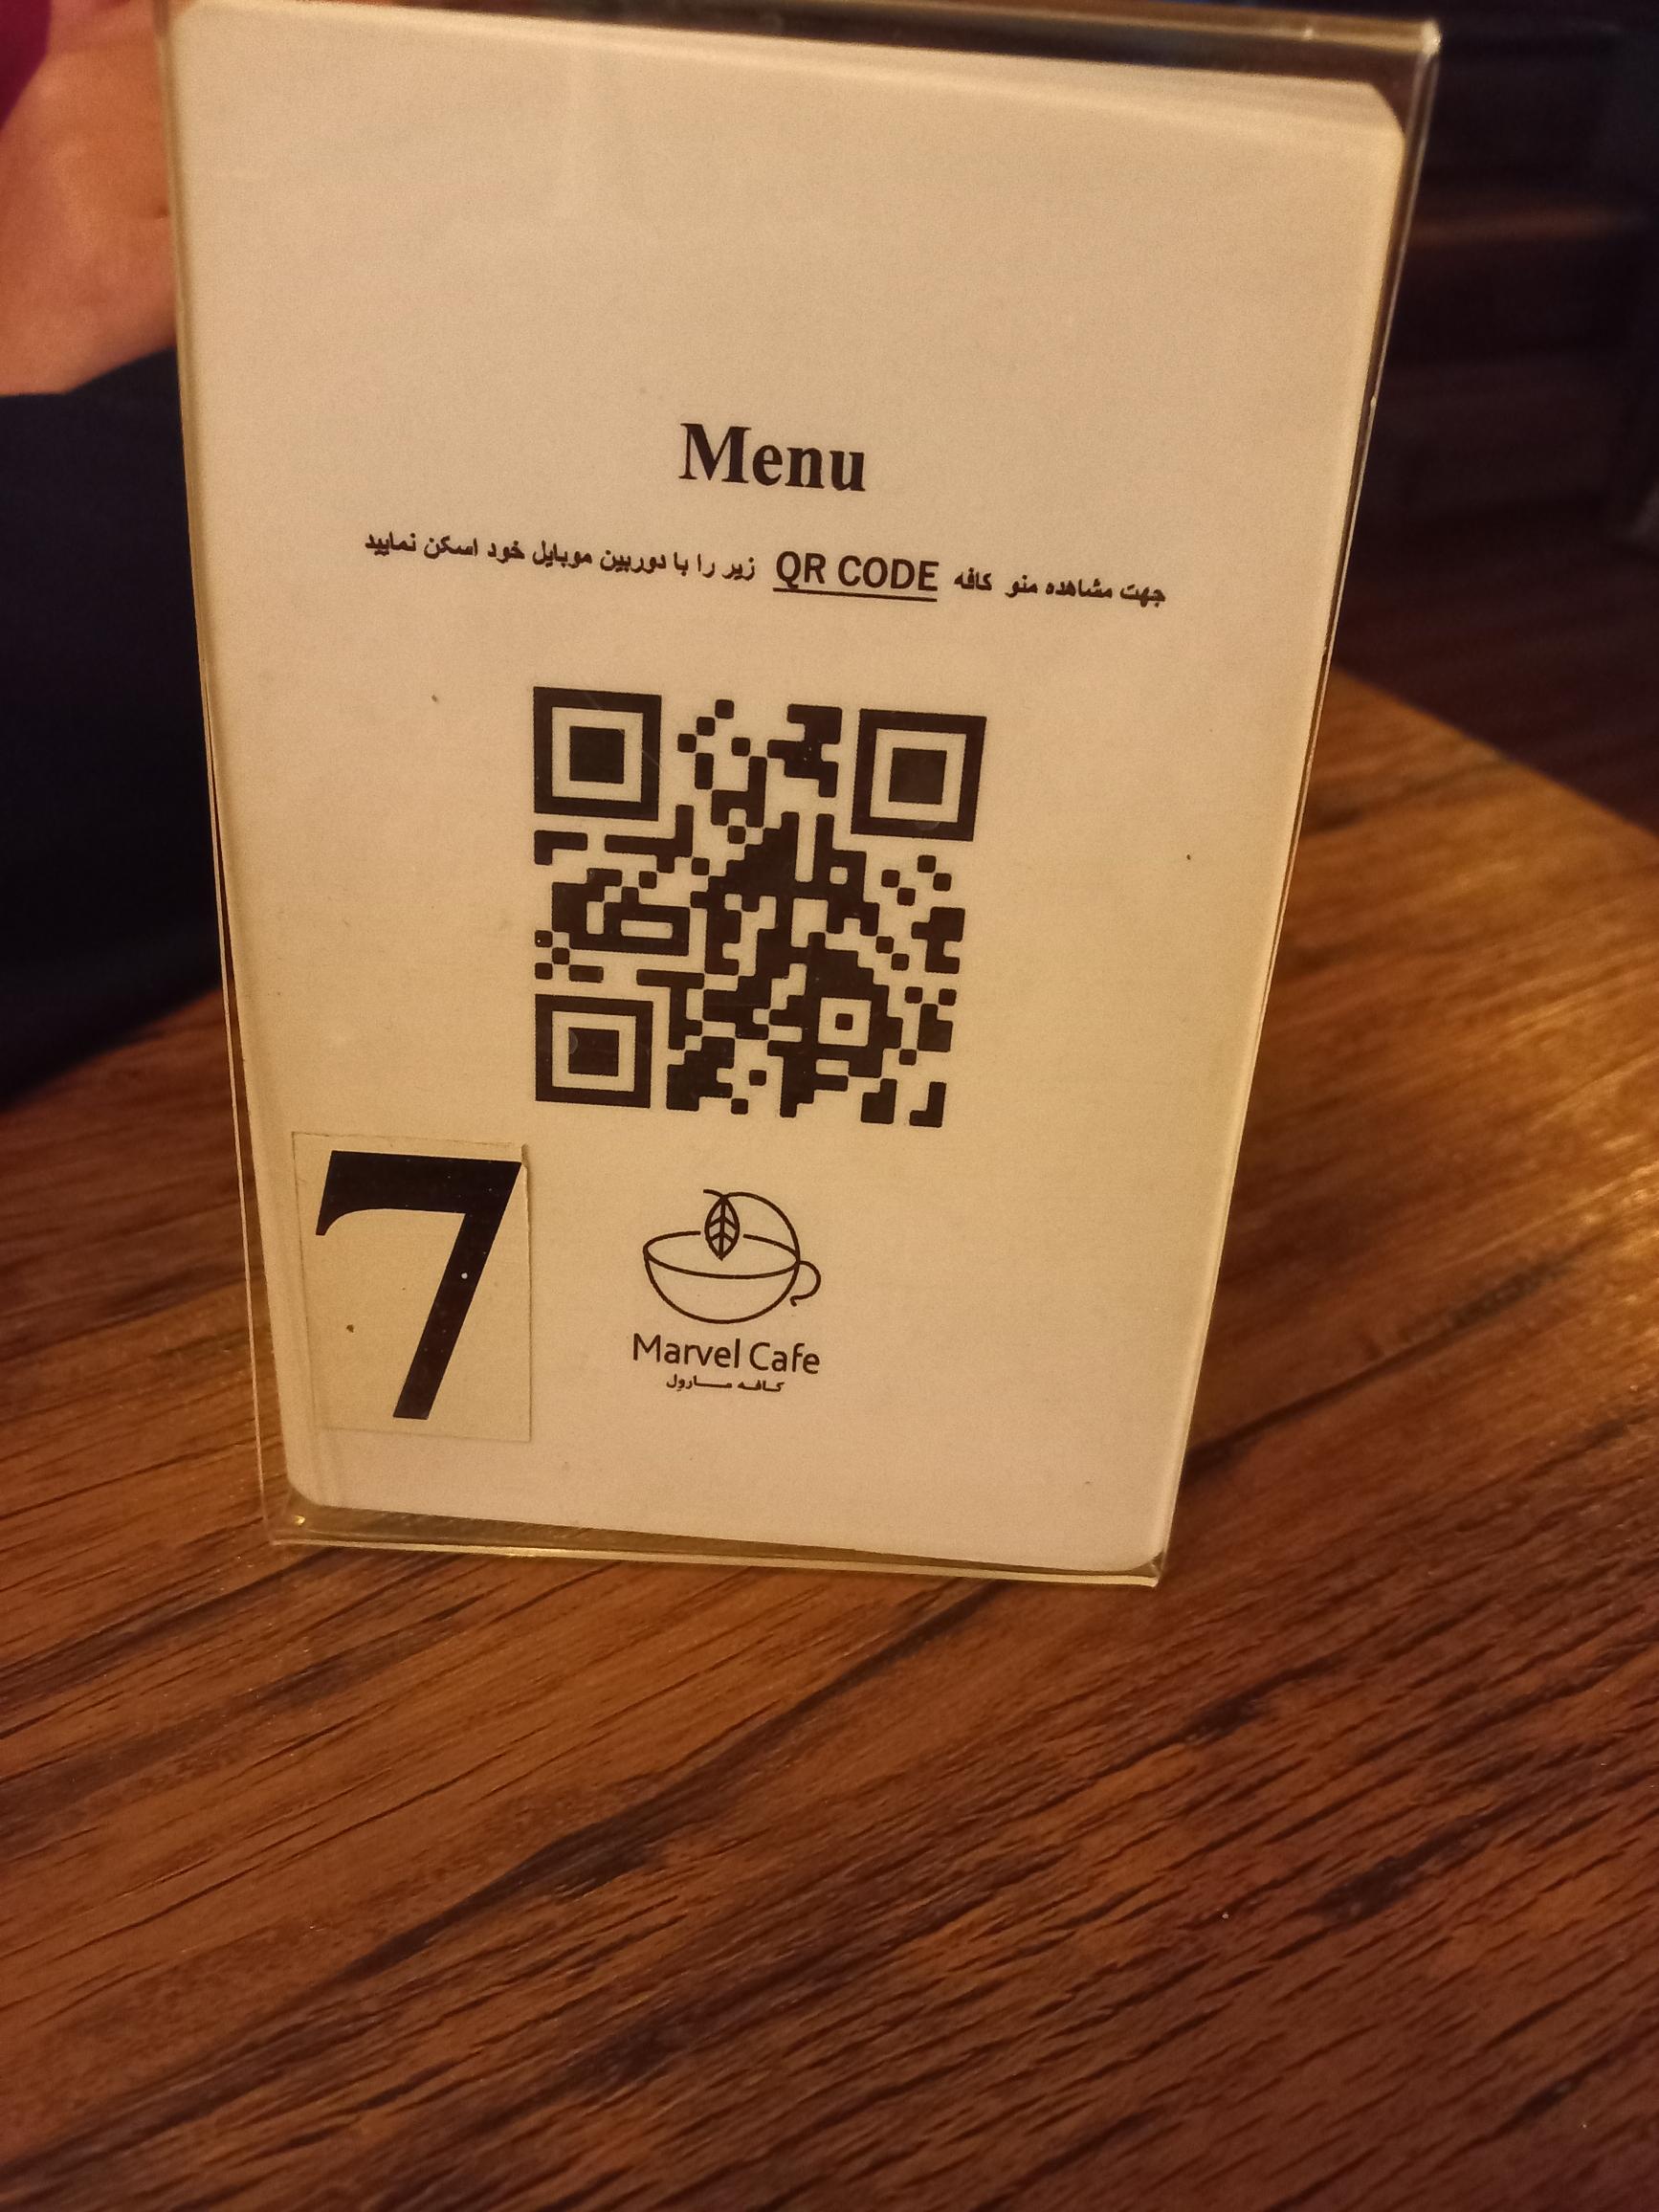 Menu
جهت مشاهده منو کافه QR CODE زیر را با دوربین موبایل خود اسکن نمایید
7
Marvel Cafe
کافه مارول